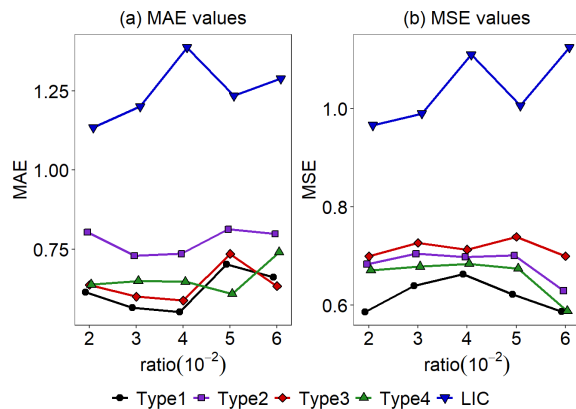 (a) MAE values
(b) MSE values
MAE
1.25
1.00
0.75
2 3 4 5 6
ratio(10⁻²)
MSE
1.0
0.8
0.6
2 3 4 5 6
ratio(10⁻²)
Type1 Type2 Type3 Type4 LIC